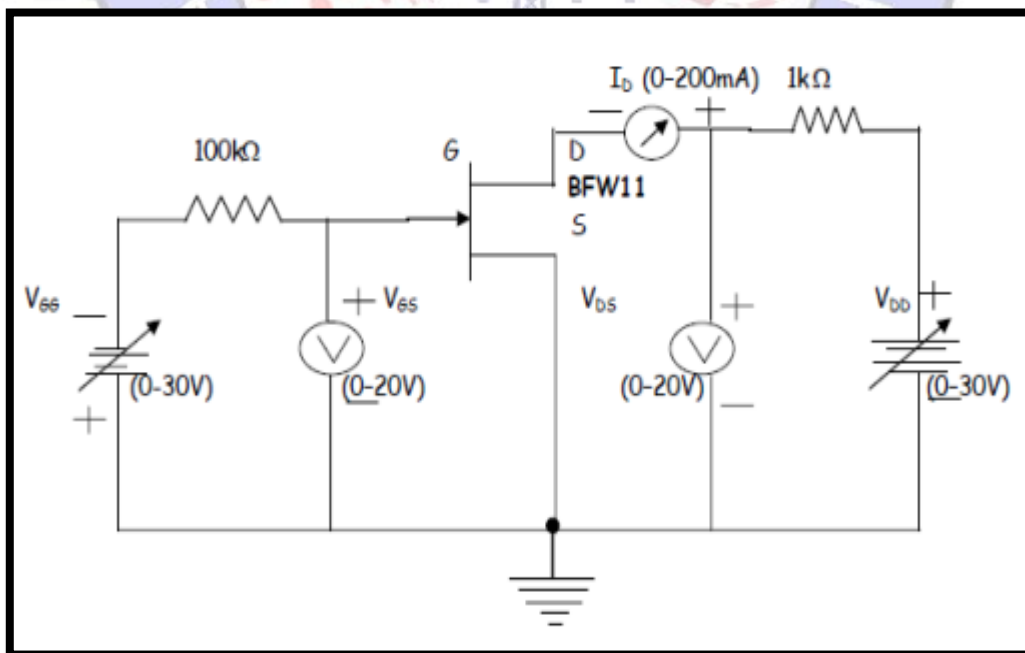 I_D (0-200mA) 1kΩ
− +
100kΩ G D
BFW11
S
V_GG − + V_GS V_DS + V_DD +
V V
(0-30V) (0-20V) (0-20V) (0-30V)
+ − − −